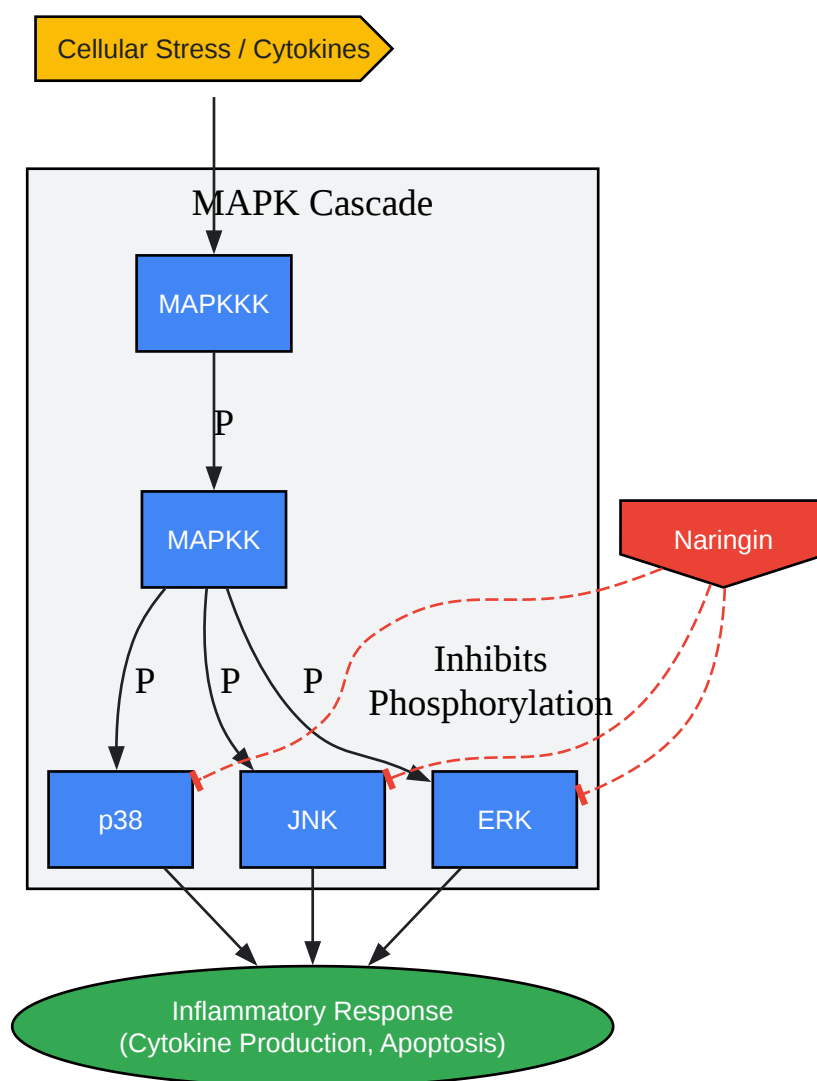 Cellular Stress / Cytokines
MAPK Cascade
MAPKKK
P
MAPKK
Naringin
P
P
P
Inhibits
Phosphorylation
p38
JNK
ERK
Inflammatory Response
(Cytokine Production, Apoptosis)